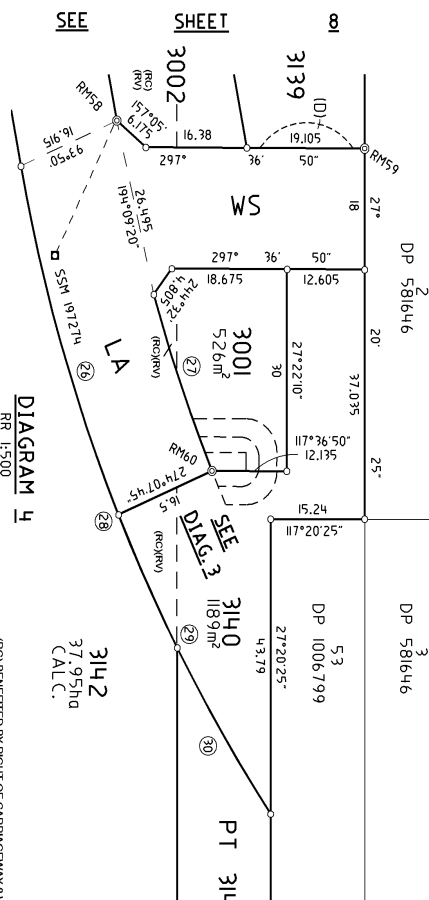 SEE SHEET 8
3002
(RC)
(RV)
3139
(D)
RM58
RM59
157°05'
6.175
16.38
19.105
297° 36' 50"
93°50'
16.915
26.495
194°09'20"
WS
27°
18
20'
37.035
25"
DP 581646
2
SSM 197274
297° 36' 50"
18.675
12.605
244°32'
4.805
3001
526m²
27°22'10"
30
(RC)(RV)
27
LA
26
RM60
117°36'50"
12.135
274°07'45"
16.5
SEE
DIAG. 3
15.24
117°20'25"
(RC)(RV)
28
29
30
3140
1189m²
27°20'25"
43.79
53
DP 1006799
3
DP 581646
DIAGRAM 4
RR 1:500
3142
37.95ha
CALC.
PT 314